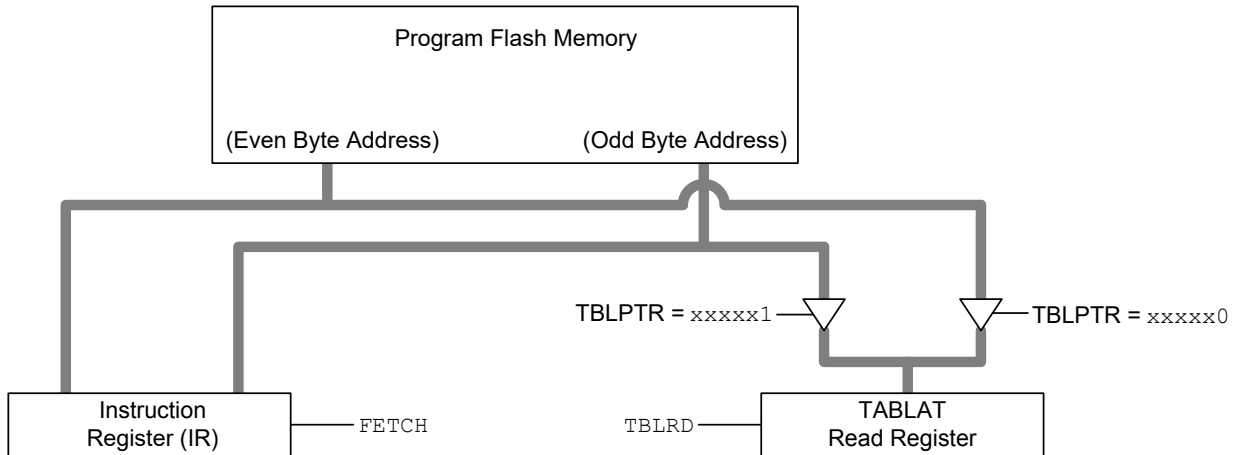 Program Flash Memory
(Even Byte Address)
(Odd Byte Address)
TBLPTR = xxxxx1
TBLPTR = xxxxx0
Instruction
Register (IR)
FETCH
TBLRD
TABLAT
Read Register